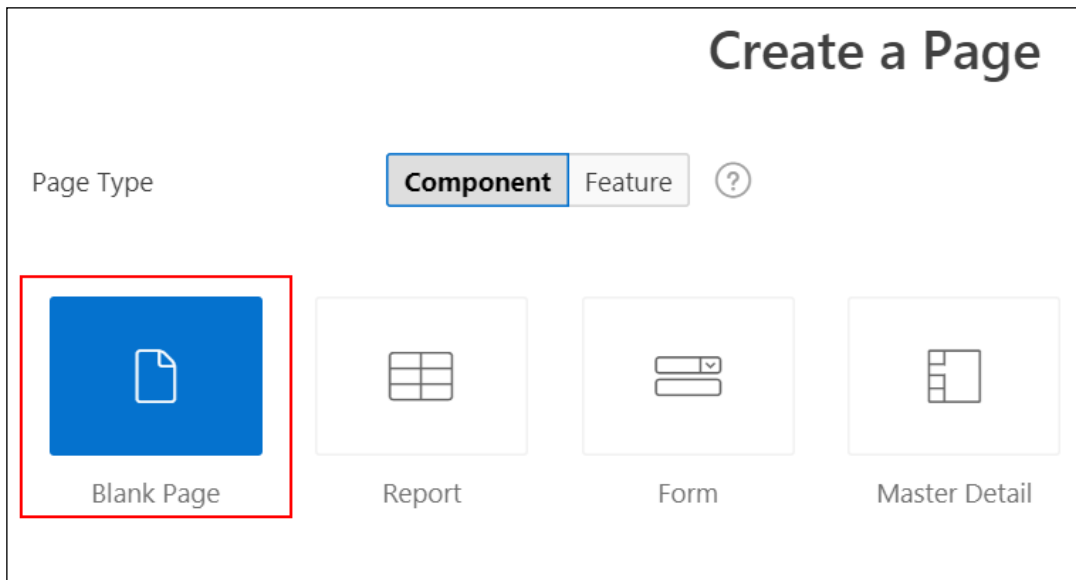 Create a Page
Page Type
Component Feature ?
Blank Page Report Form Master Detail